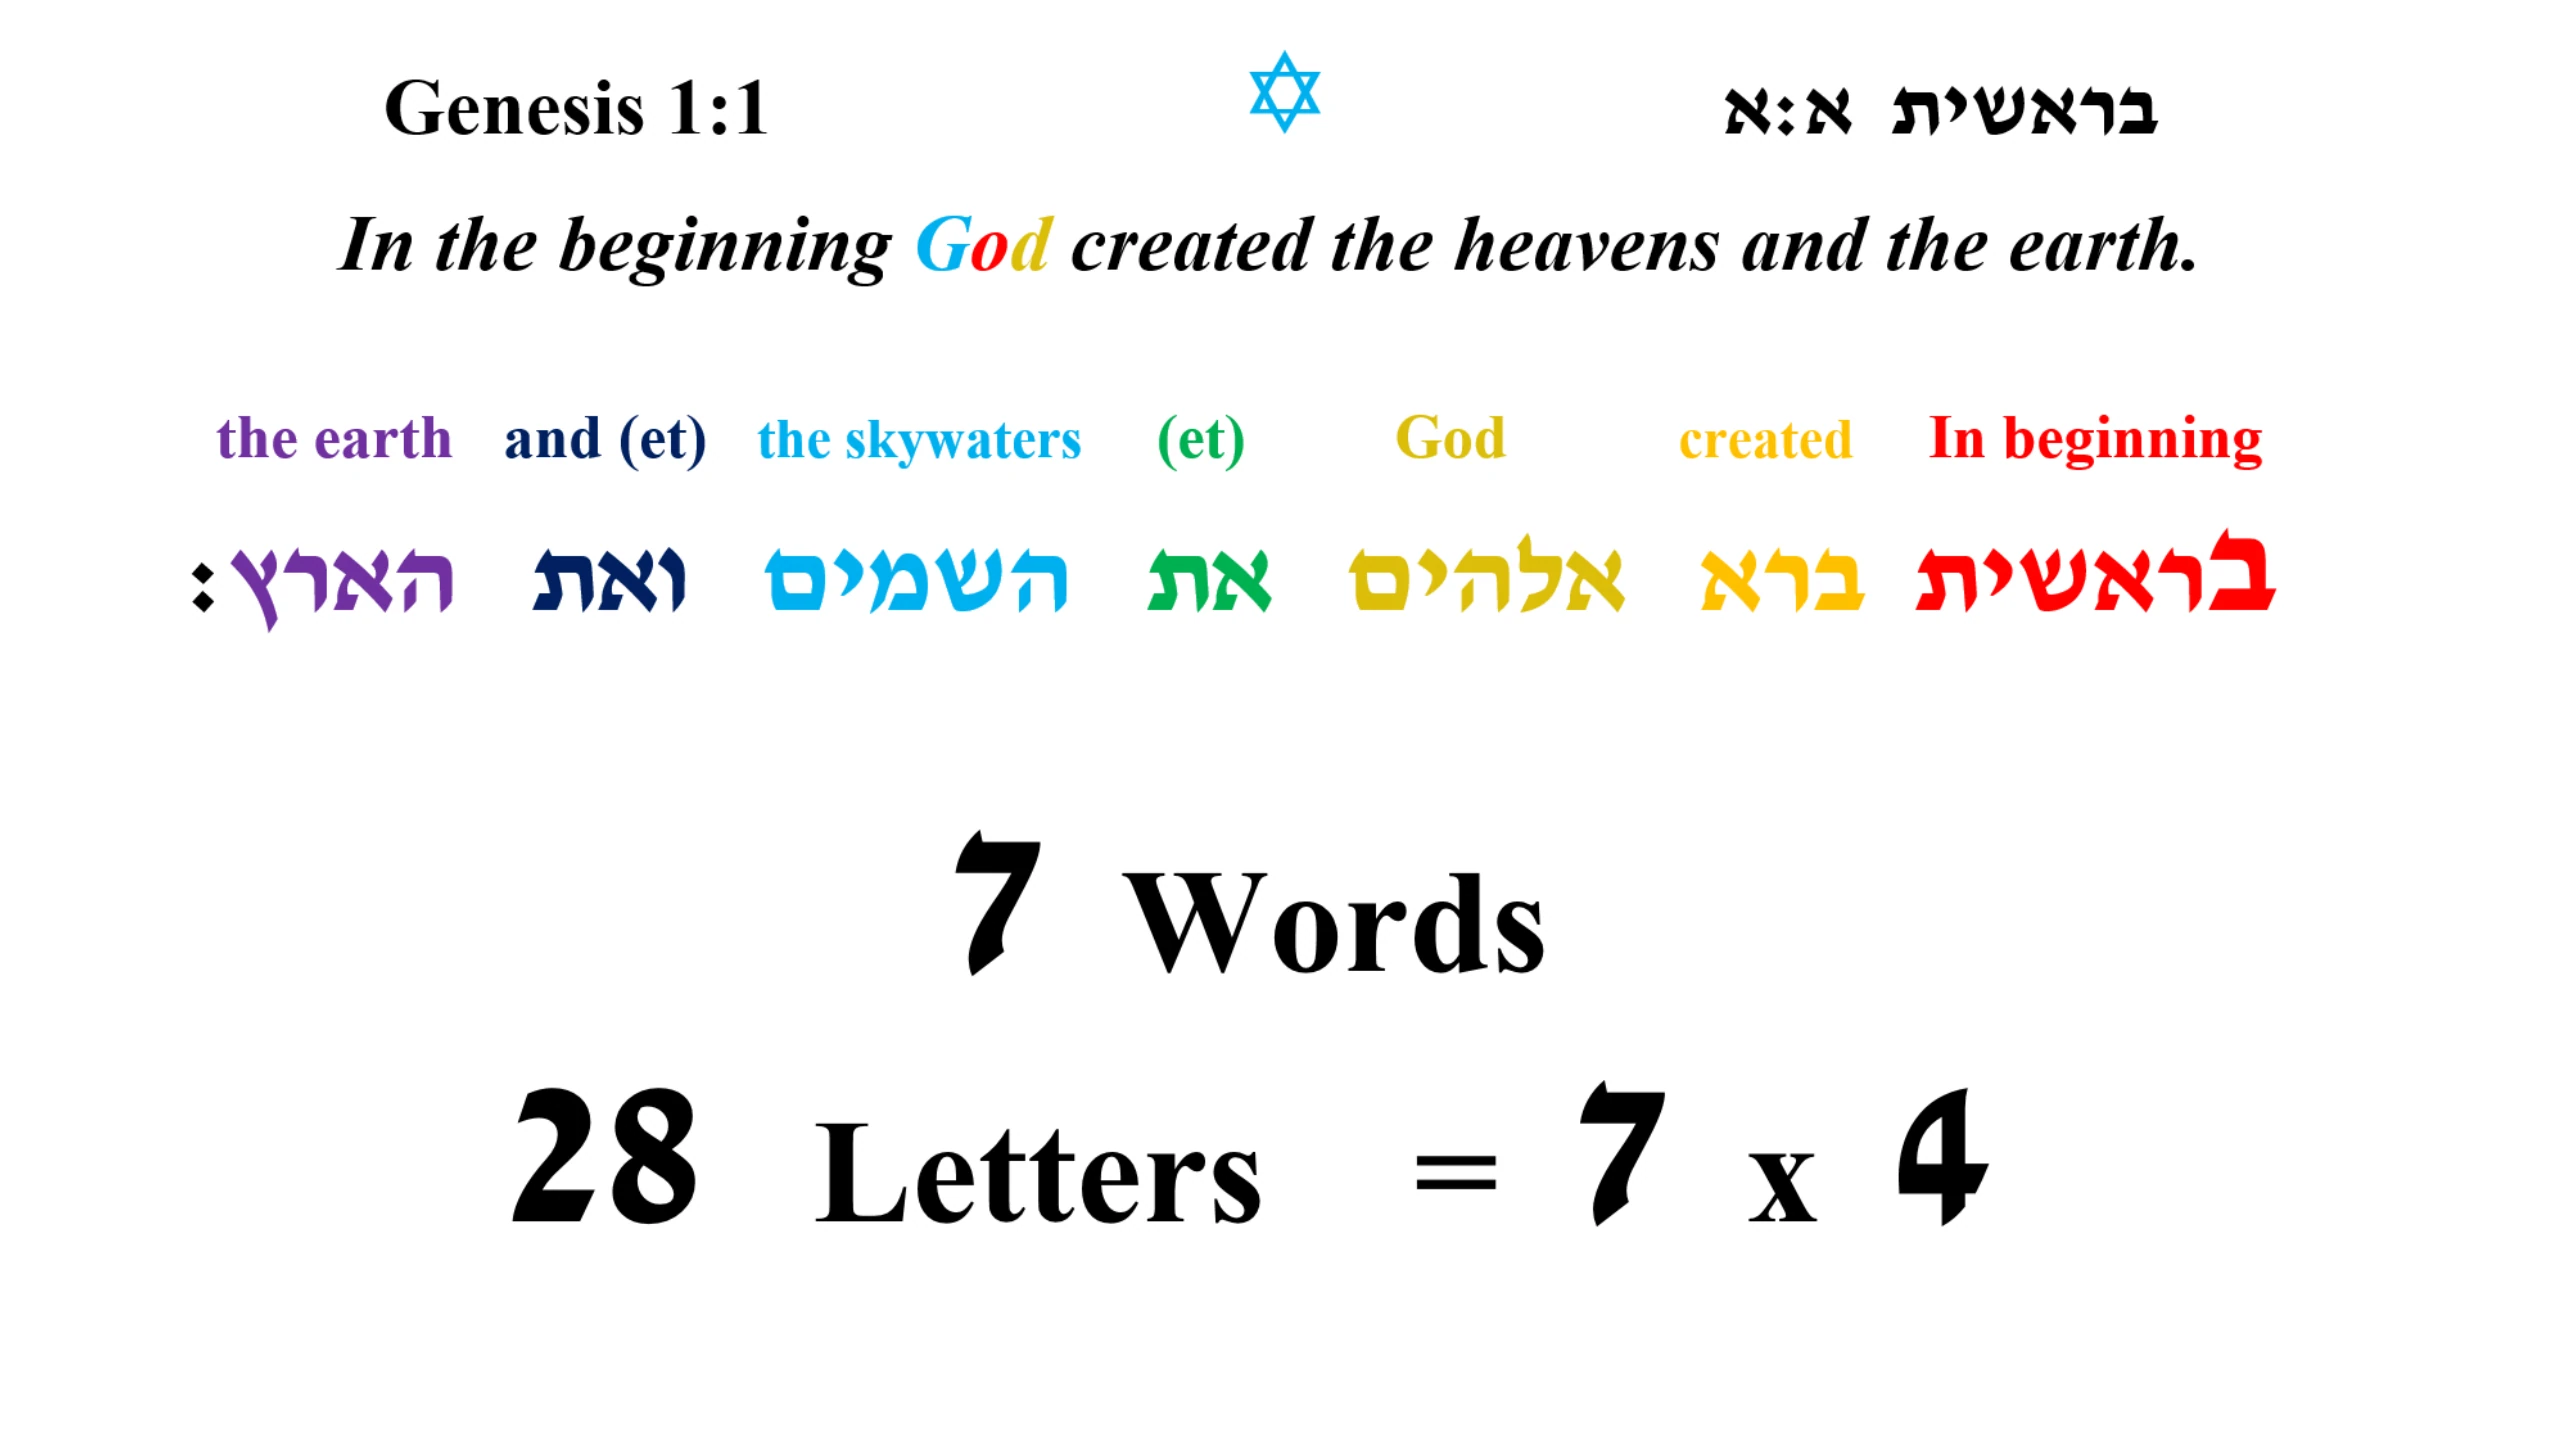 Genesis 1:1 ✡ בראשית א:א
In the beginning God created the heavens and the earth.
the earth and (et) the skywaters (et) God created In beginning
בראשית ברא אלהים את השמים ואת הארץ:
7 Words
28 Letters = 7 x 4